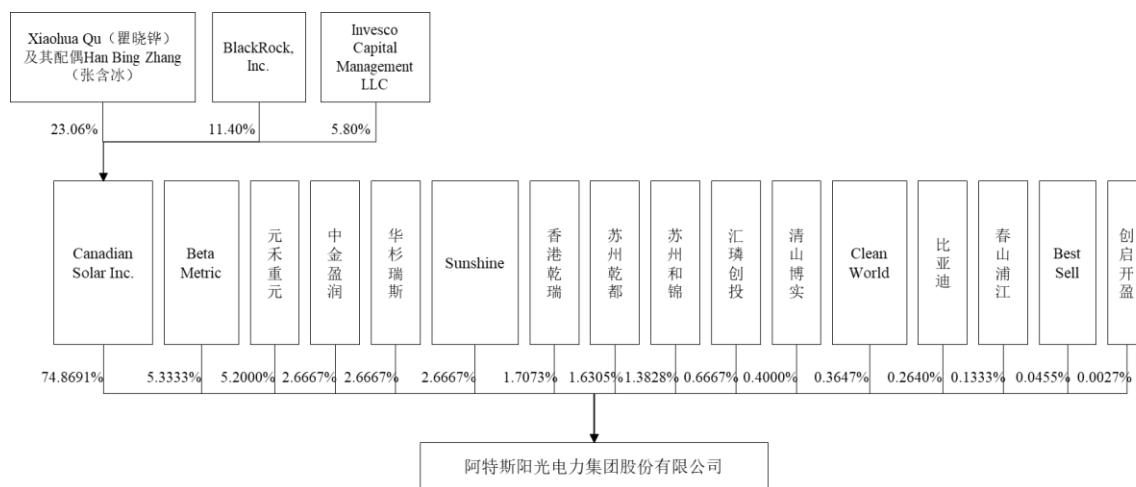 Xiaohua Qu（瞿晓铧）
及其配偶Han Bing Zhang
（张含冰）
BlackRock,
Inc.
Invesco
Capital
Management
LLC
23.06%
11.40%
5.80%
Canadian
Solar Inc.
Beta
Metric
元禾重元
中金盈润
华杉瑞斯
Sunshine
香港乾瑞
苏州乾都
苏州和锦
汇璘创投
清山博实
Clean
World
比亚迪
春山浦江
Best
Sell
创启开盈
74.8691%
5.3333%
5.2000%
2.6667%
2.6667%
2.6667%
1.7073%
1.6305%
1.3828%
0.6667%
0.4000%
0.3647%
0.2640%
0.1333%
0.0455%
0.0027%
阿特斯阳光电力集团股份有限公司